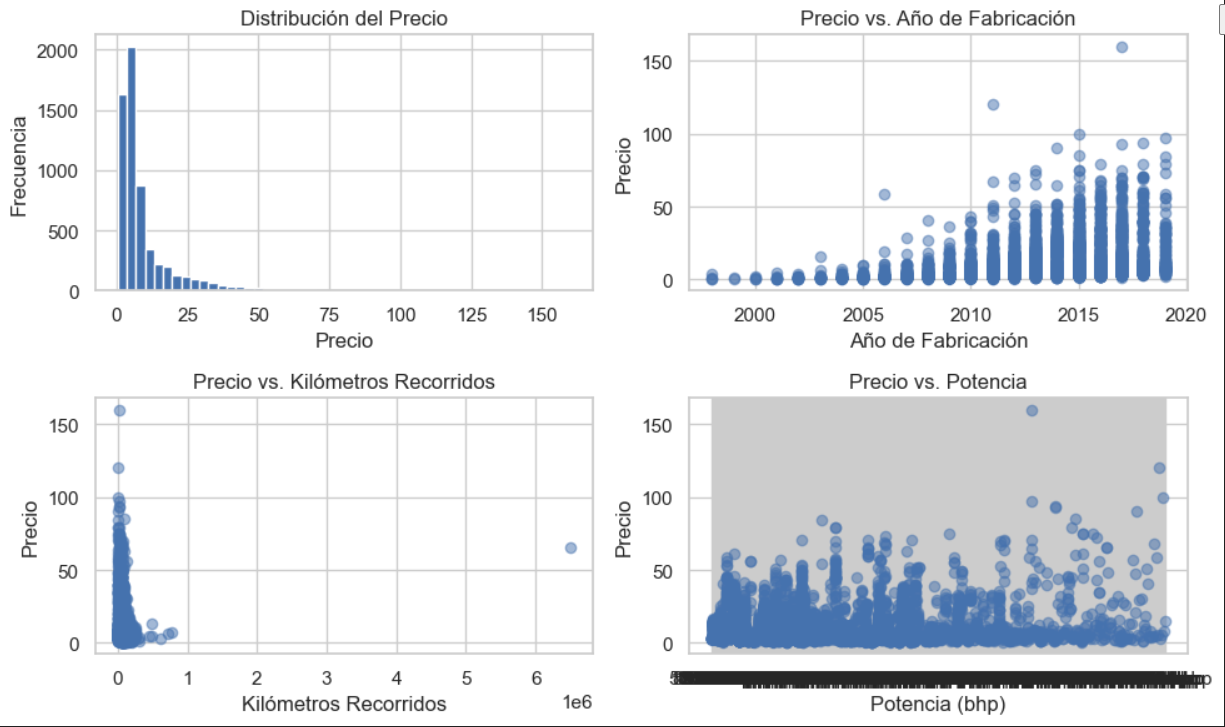 Distribución del Precio
Frecuencia
2000
1500
1000
500
0
0 25 50 75 100 125 150
Precio
Precio vs. Año de Fabricación
Precio
150
100
50
0
2000 2005 2010 2015 2020
Año de Fabricación
Precio vs. Kilómetros Recorridos
Precio
150
100
50
0
0 1 2 3 4 5 6
1e6
Kilómetros Recorridos
Precio vs. Potencia
Precio
150
100
50
0
Potencia (bhp)